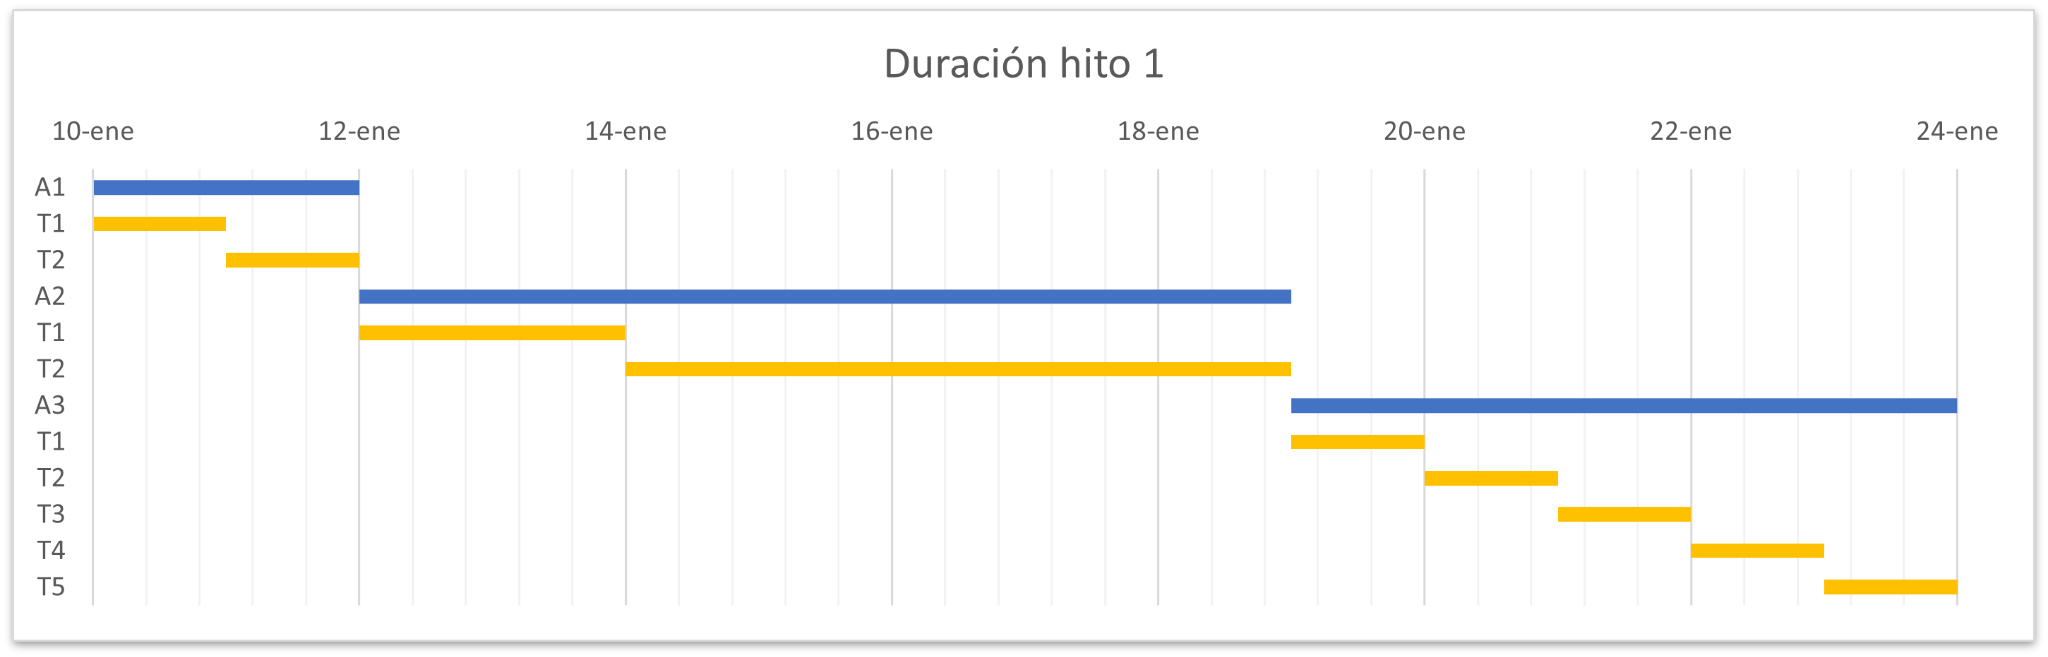 Duración hito 1
10-ene 12-ene 14-ene 16-ene 18-ene 20-ene 22-ene 24-ene
A1
T1
T2
A2
T1
T2
A3
T1
T2
T3
T4
T5